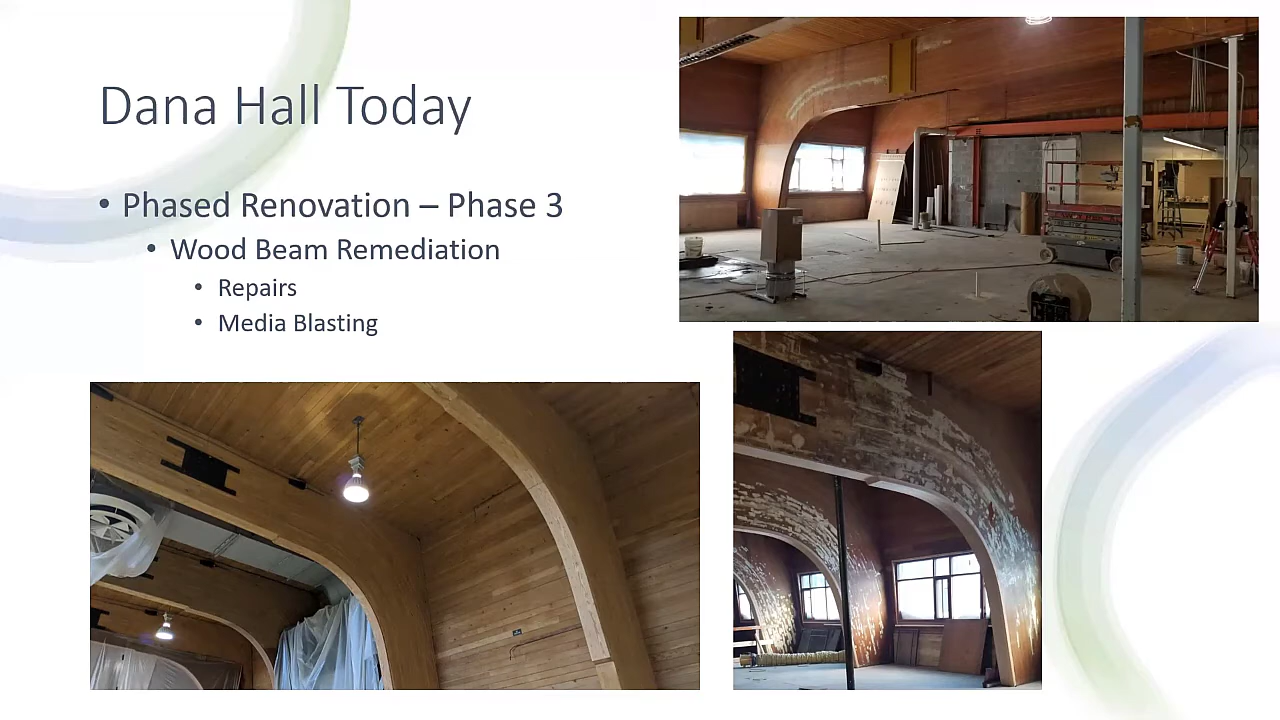 Dana Hall Today
• Phased Renovation – Phase 3
• Wood Beam Remediation
• Repairs
• Media Blasting